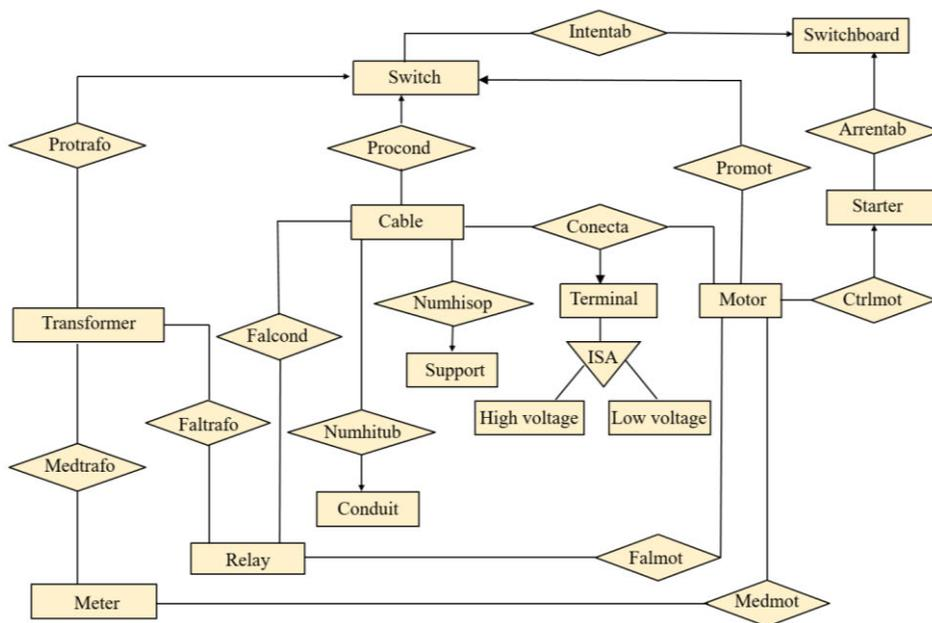 Intentab
Switchboard
Switch
Protrafo
Procond
Arrentab
Promot
Cable
Conecta
Starter
Transformer
Falcond
Numhisop
Terminal
Motor
Ctrlmot
Support
ISA
Faltrafo
Numhitub
High voltage
Low voltage
Medtrafo
Conduit
Relay
Falmot
Meter
Medmot